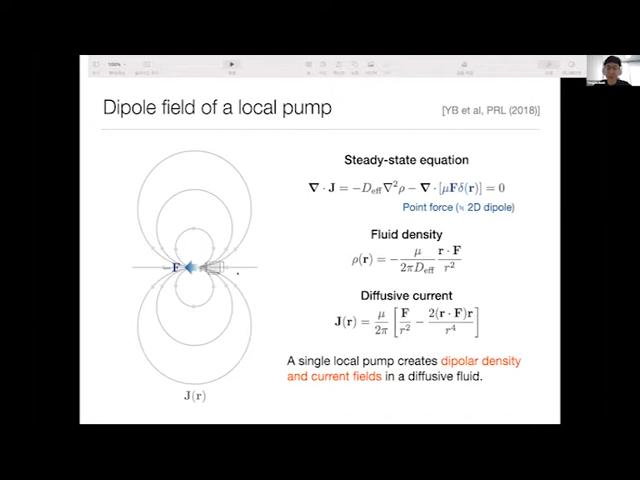 100%
Dipole field of a local pump
[YB et al, PRL (2018)]
Steady-state equation
∇ · J = −D_eff ∇²ρ − ∇ · [μFδ(r)] = 0
Point force (≒ 2D dipole)
Fluid density
ρ(r) = − μ/(2πD_eff) r · F/r²
Diffusive current
J(r) = μ/2π [F/r² − 2(r · F)r/r⁴]
−F
A single local pump creates dipolar density
and current fields in a diffusive fluid.
J(r)